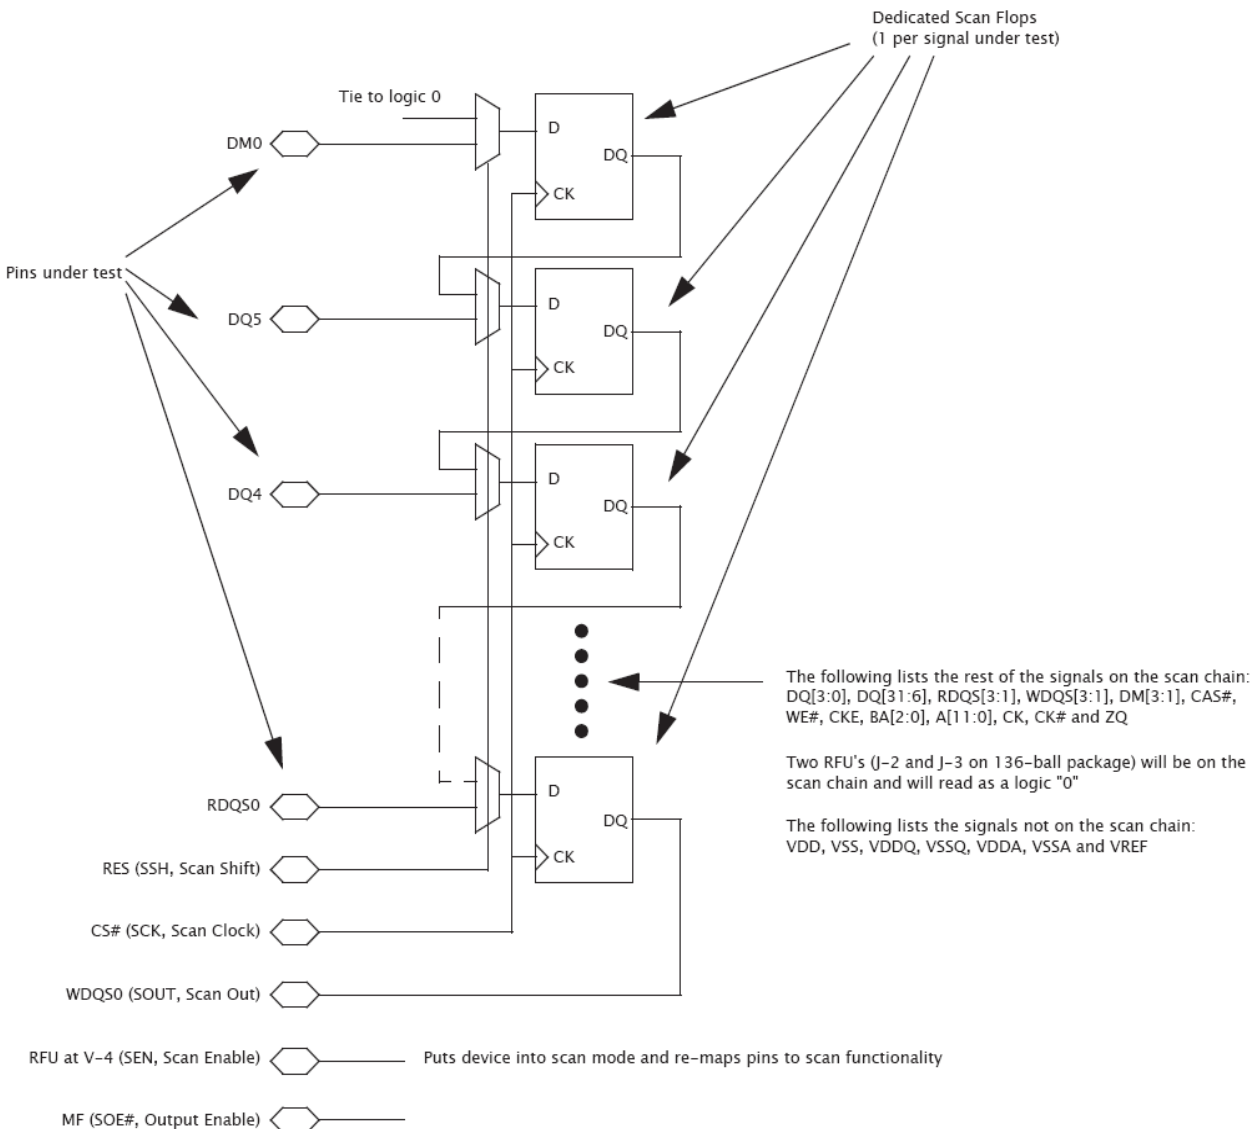 Dedicated Scan Flops
(1 per signal under test)
Tie to logic 0
DM0
D
DQ
CK
Pins under test
DQ5
D
DQ
CK
DQ4
D
DQ
CK
The following lists the rest of the signals on the scan chain:
DQ[3:0], DQ[31:6], RDQS[3:1], WDQS[3:1], DM[3:1], CAS#,
WE#, CKE, BA[2:0], A[11:0], CK, CK# and ZQ
Two RFU's (J-2 and J-3 on 136-ball package) will be on the
scan chain and will read as a logic "0"
The following lists the signals not on the scan chain:
VDD, VSS, VDDQ, VSSQ, VDDA, VSSA and VREF
RDQS0
D
DQ
CK
RES (SSH, Scan Shift)
CS# (SCK, Scan Clock)
WDQS0 (SOUT, Scan Out)
RFU at V-4 (SEN, Scan Enable)
Puts device into scan mode and re-maps pins to scan functionality
MF (SOE#, Output Enable)